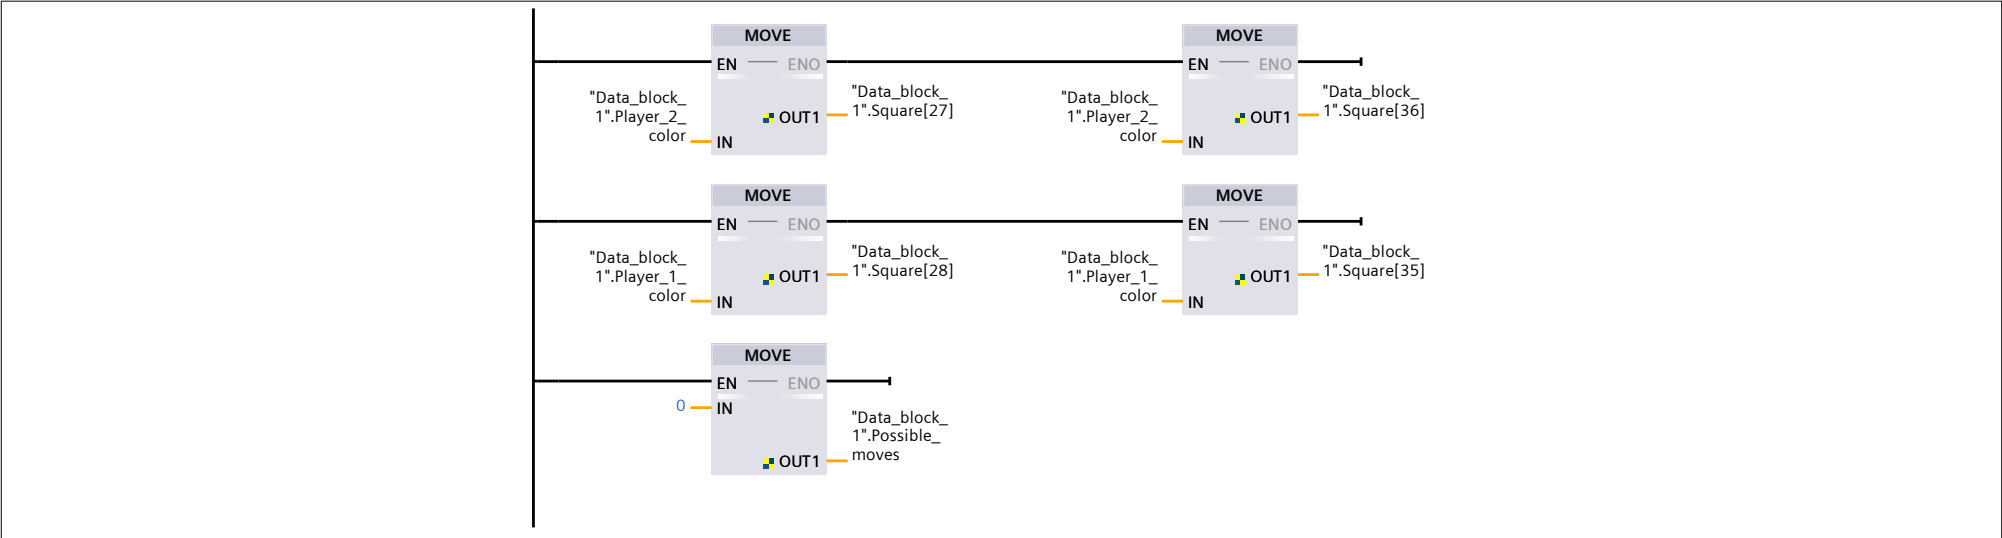 MOVE
MOVE
EN ENO
EN ENO
"Data_block_
1".Player_2_
color
IN
OUT1
"Data_block_
1".Square[27]
"Data_block_
1".Player_2_
color
IN
OUT1
"Data_block_
1".Square[36]
MOVE
MOVE
EN ENO
EN ENO
"Data_block_
1".Player_1_
color
IN
OUT1
"Data_block_
1".Square[28]
"Data_block_
1".Player_1_
color
IN
OUT1
"Data_block_
1".Square[35]
MOVE
EN ENO
0 IN
OUT1
"Data_block_
1".Possible_
moves